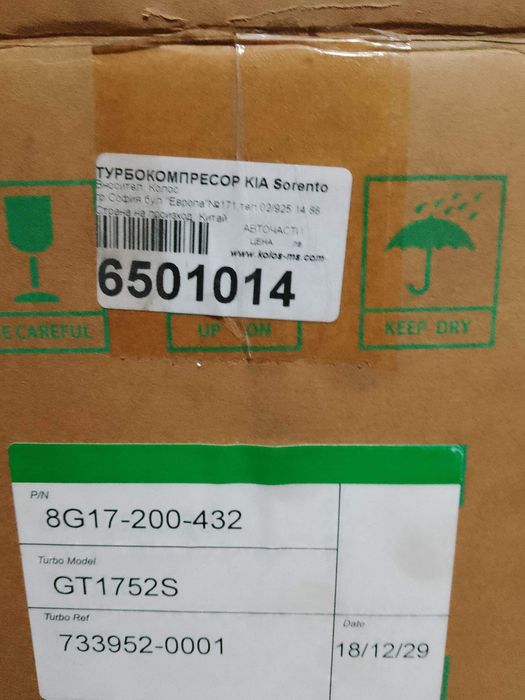 ТУРБОКОМПРЕСОР KIA Sorento
Вносител: Колос
гр.София бул."Европа"№171,тел.02/925 14 88
Страна на произход: Китай
АВТОЧАСТИ
ЦЕНА лв
www.kolos-ms.com
6501014
E CAREFUL
UP ON
KEEP DRY
P/N
8G17-200-432
Turbo Model
GT1752S
Turbo Ref
733952-0001
Date
18/12/29